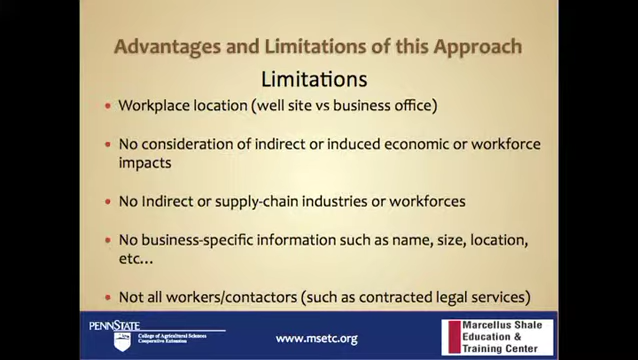 Advantages and Limitations of this Approach
Limitations
• Workplace location (well site vs business office)
• No consideration of indirect or induced economic or workforce
impacts
• No Indirect or supply-chain industries or workforces
• No business-specific information such as name, size, location,
etc...
• Not all workers/contactors (such as contracted legal services)
PENNSTATE
College of Agricultural Sciences
Cooperative Extension
www.msetc.org
Marcellus Shale
Education &
Training Center